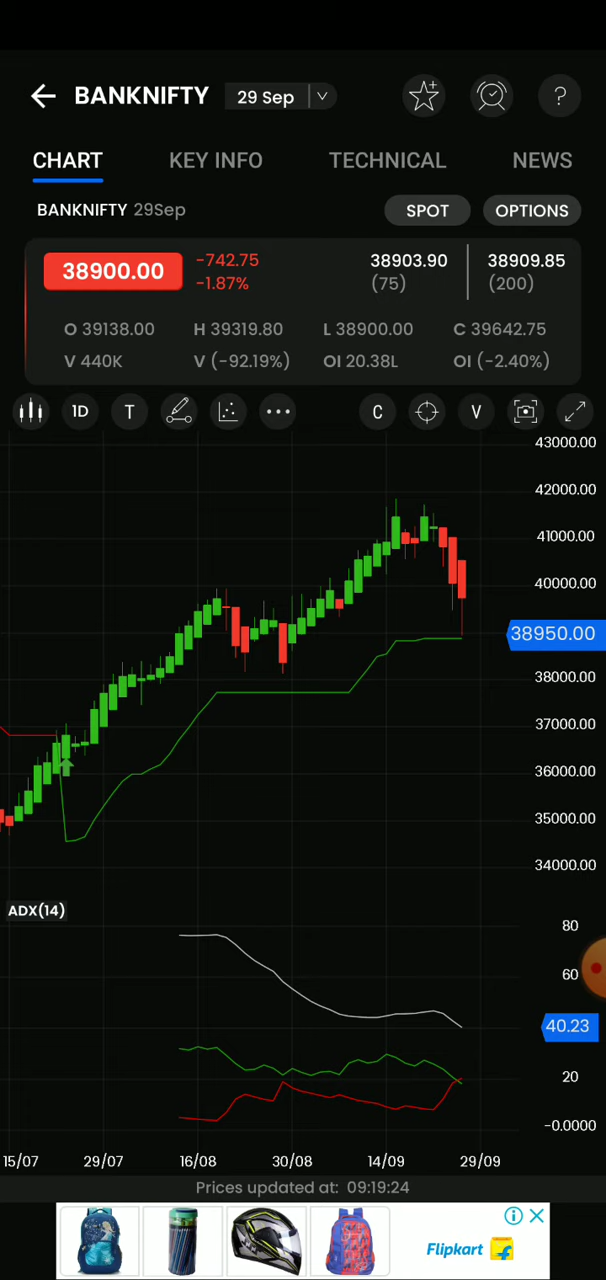 BANKNIFTY 29 Sep ?
CHART KEY INFO TECHNICAL NEWS
BANKNIFTY 29Sep SPOT OPTIONS
38900.00 -742.75 38903.90 38909.85
-1.87% (75) (200)
O 39138.00 H 39319.80 L 38900.00 C 39642.75
V 440K V (-92.19%) OI 20.38L OI (-2.40%)
1D T C V
43000.00
42000.00
41000.00
40000.00
38950.00
38000.00
37000.00
36000.00
35000.00
34000.00
ADX(14)
80
60
40.23
20
-0.0000
15/07 29/07 16/08 30/08 14/09 29/09
Prices updated at: 09:19:24
Flipkart